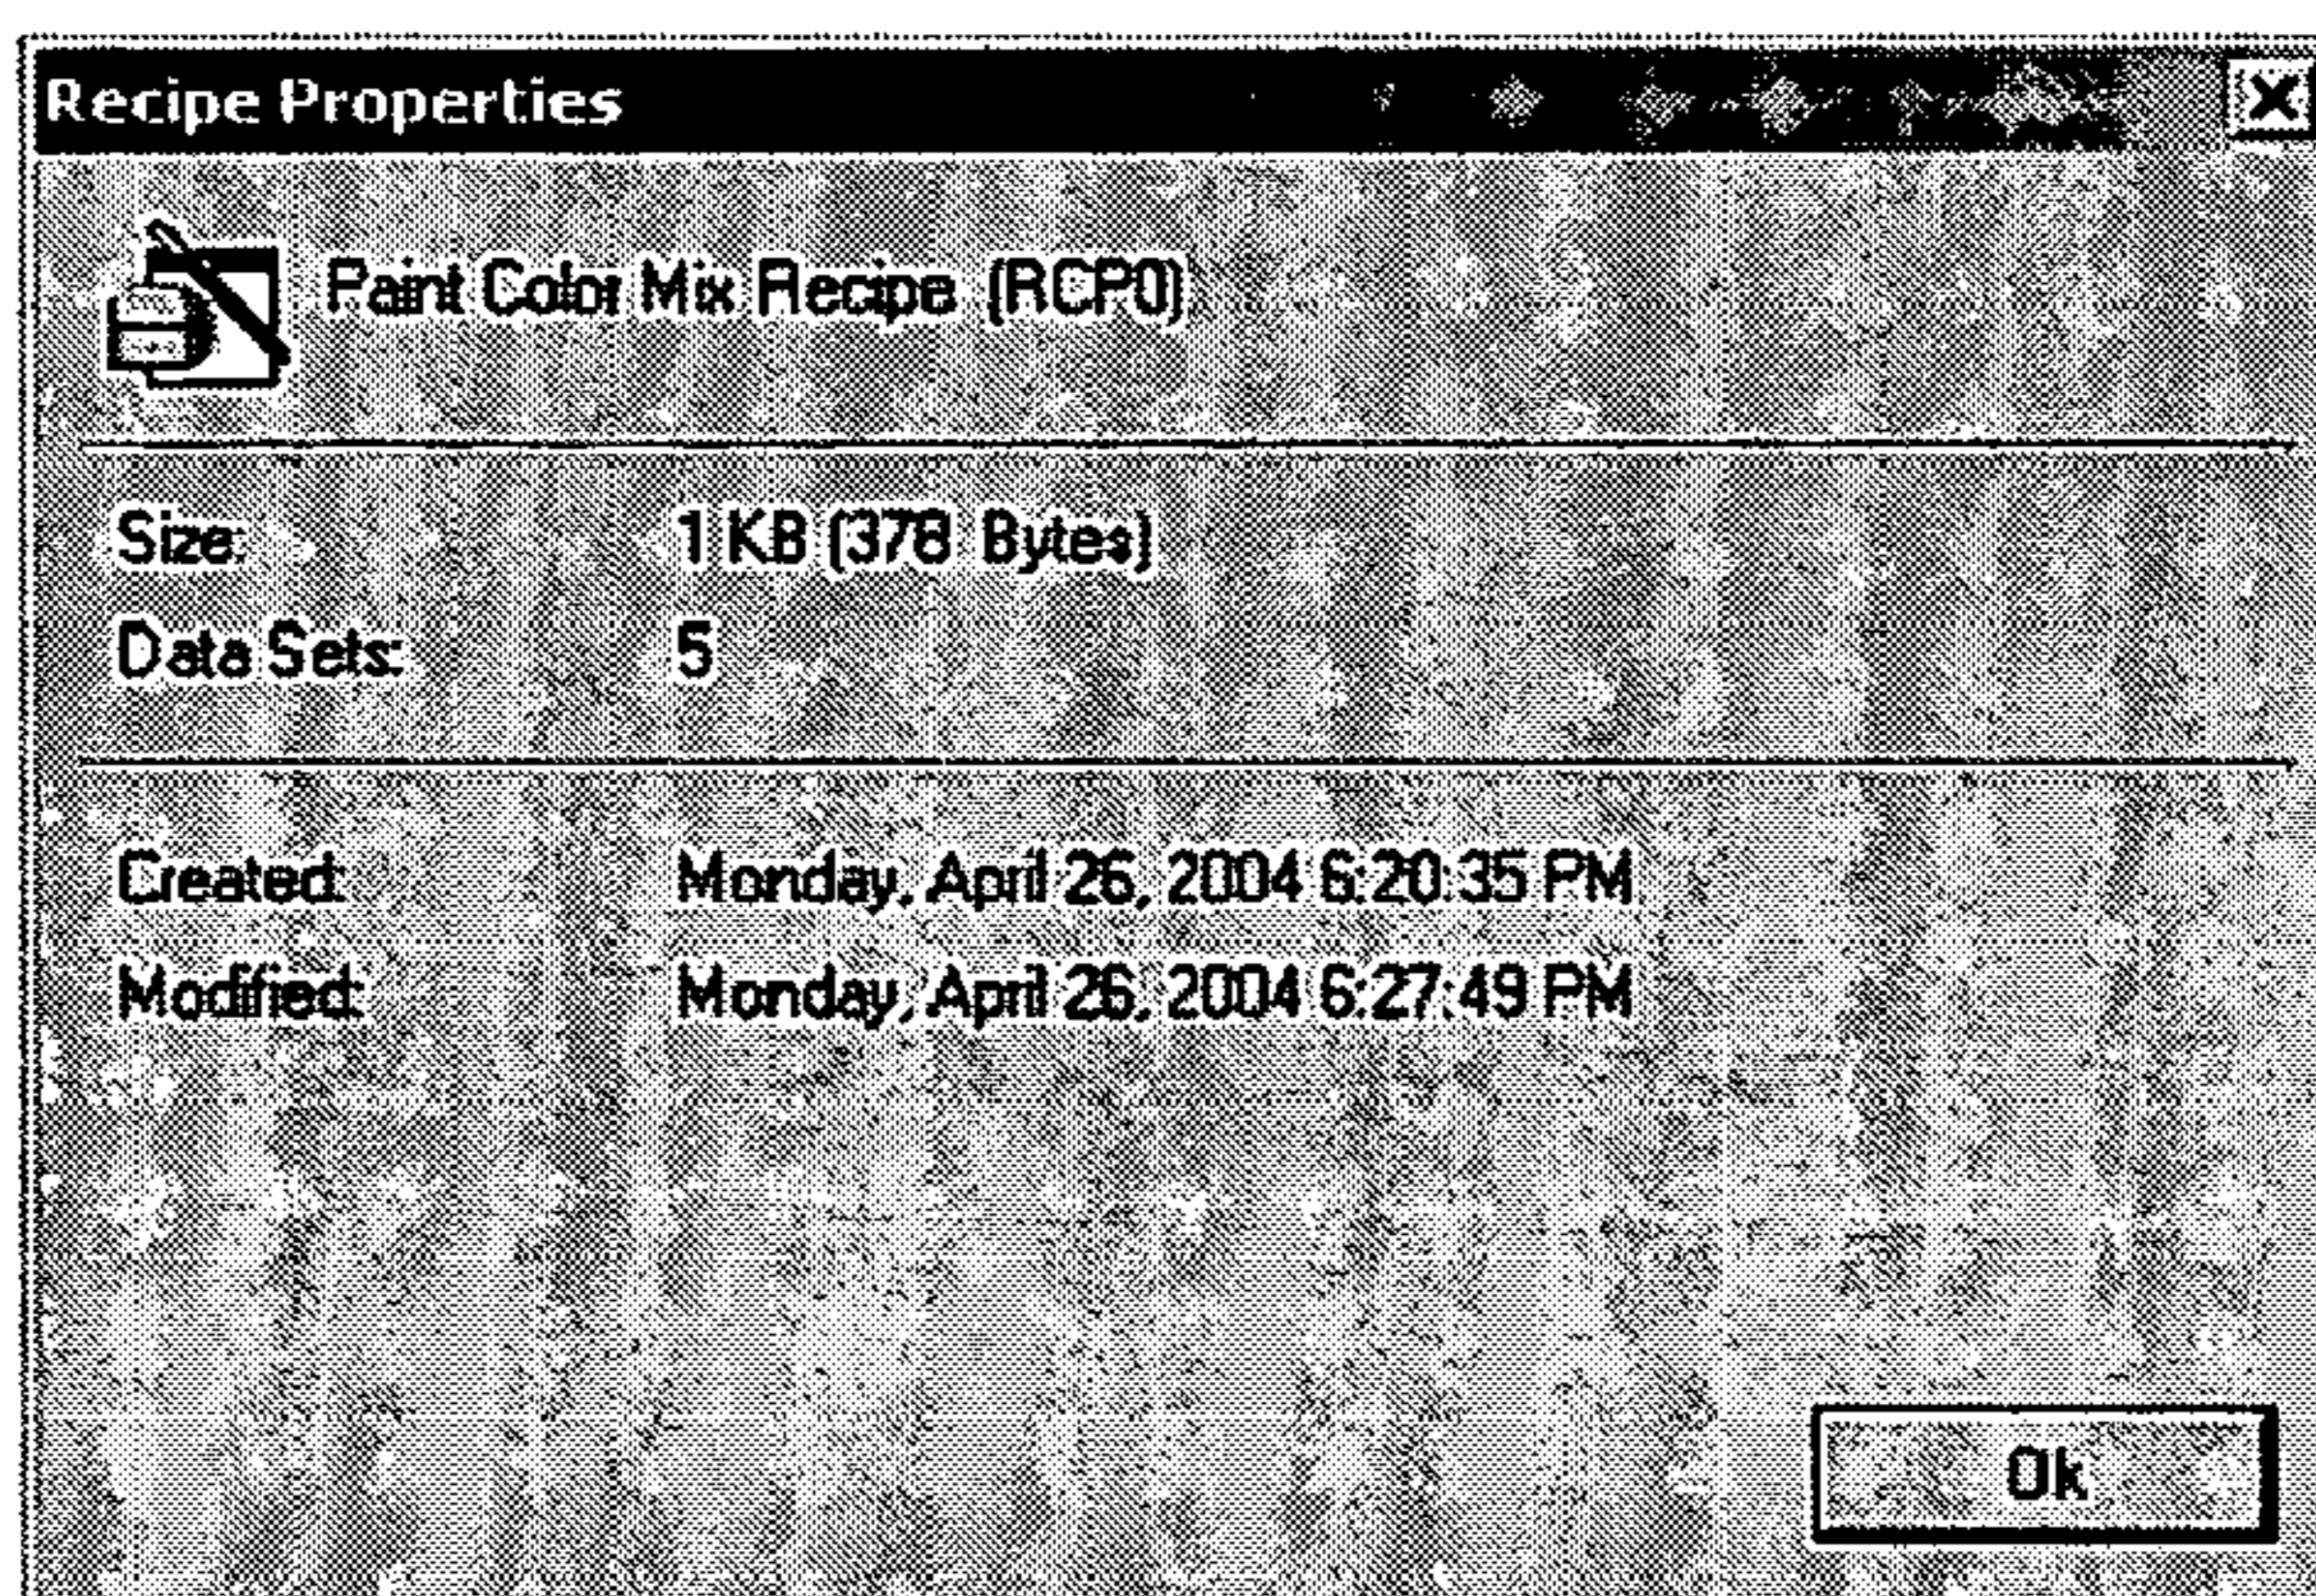 Recipe Properties
Paint Color Mix Recipe (RCP0)
Size: 1 KB (378 Bytes)
Data Sets: 5
Created: Monday, April 26, 2004 6:20:35 PM
Modified: Monday, April 26, 2004 6:27:49 PM
Ok